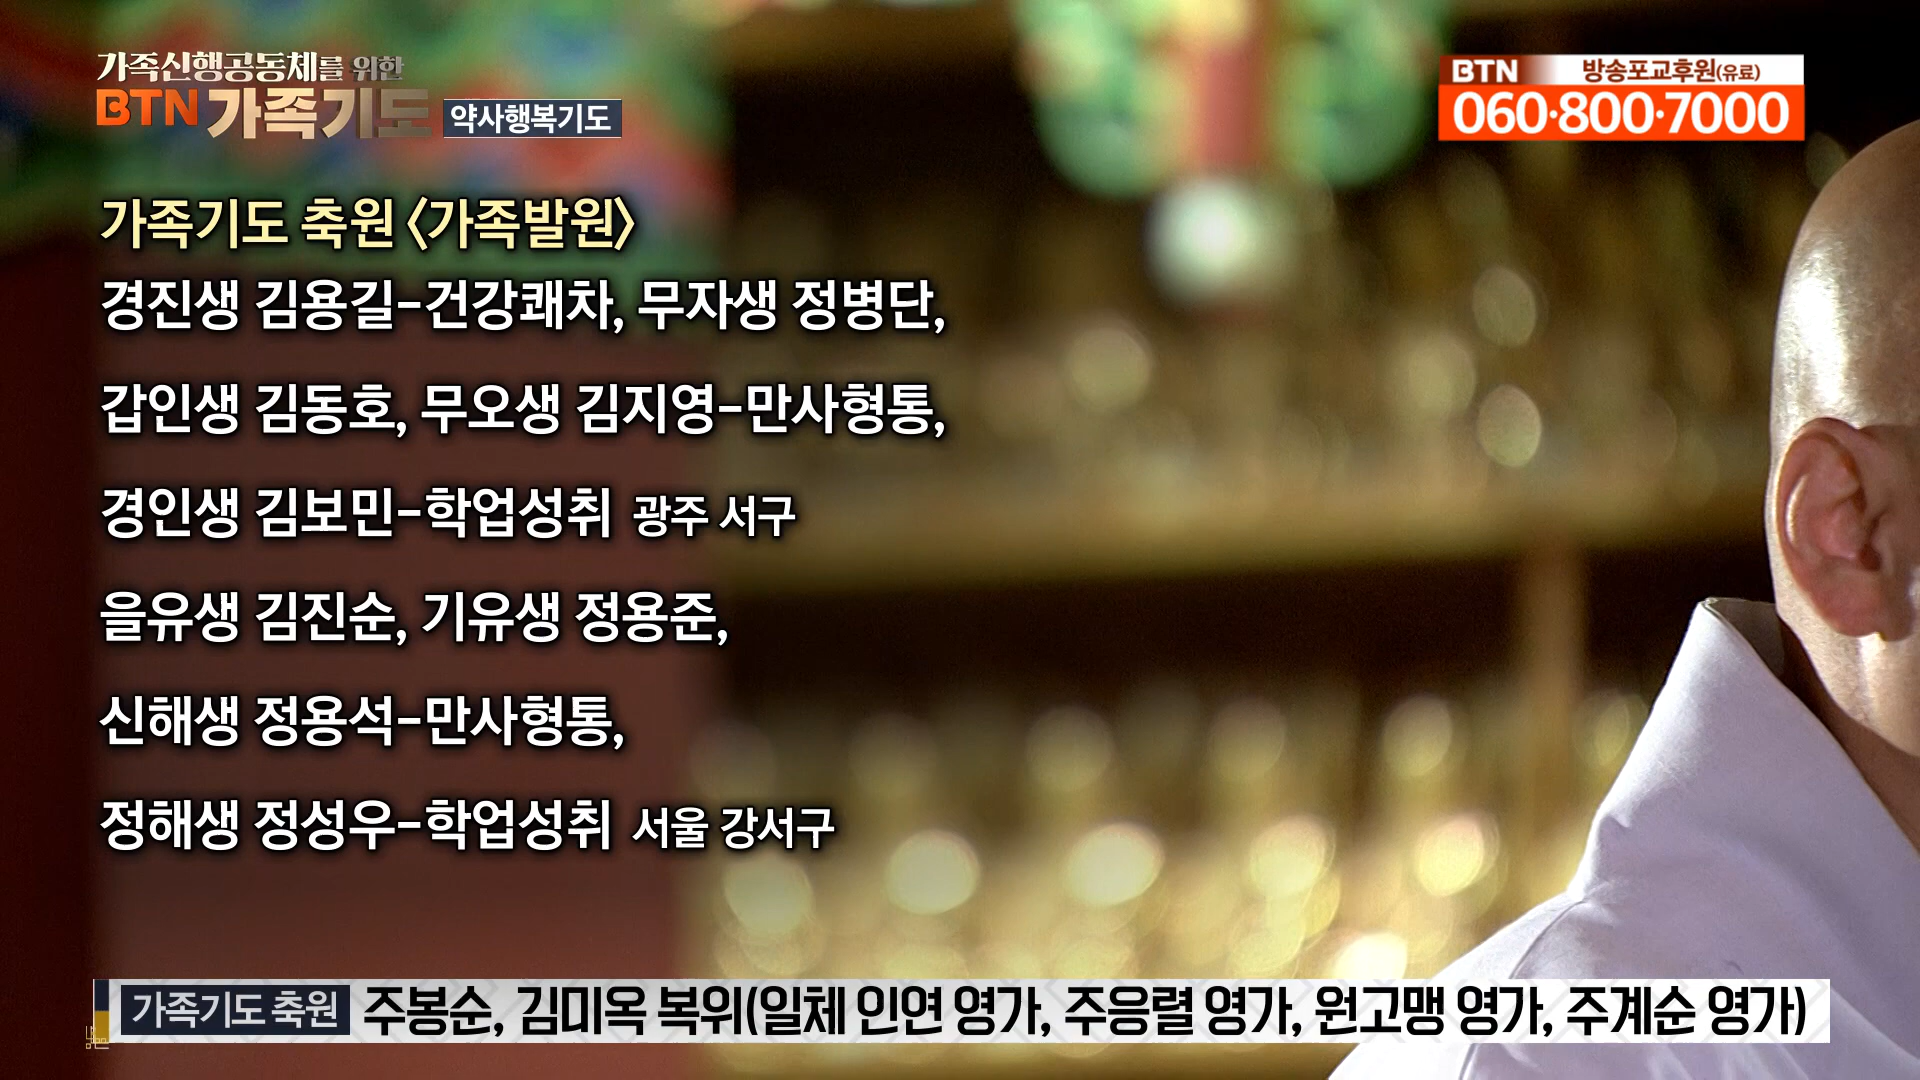 가족신행공동체를 위한
BTN 가족기도 약사행복기도
BTN 방송포교후원(유료)
060·800·7000
가족기도 축원 〈가족발원〉
경진생 김용길-건강쾌차, 무자생 정병단,
갑인생 김동호, 무오생 김지영-만사형통,
경인생 김보민-학업성취 광주 서구
을유생 김진순, 기유생 정용준,
신해생 정용석-만사형통,
정해생 정성우-학업성취 서울 강서구
가족기도 축원 주봉순, 김미옥 복위(일체 인연 영가, 주응렬 영가, 원고맹 영가, 주계순 영가)